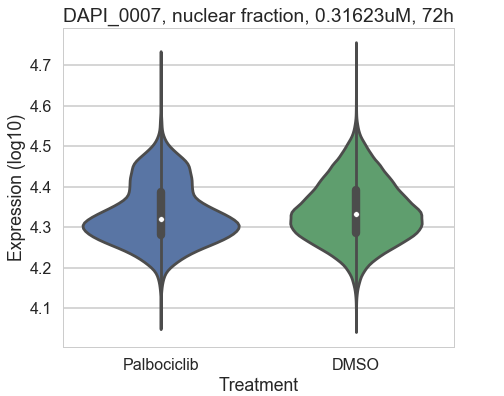 DAPI_0007, nuclear fraction, 0.31623uM, 72h
Expression (log10)
4.7
4.6
4.5
4.4
4.3
4.2
4.1
Palbociclib
DMSO
Treatment